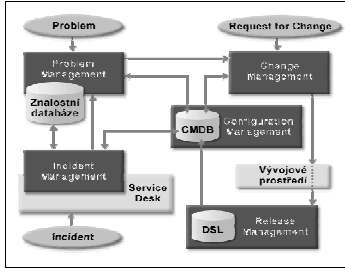 Problem
Request for Change
Problem
Management
Change
Management
Znalostní
databáze
CMDB
Configuration
Management
Incident
Management
Service
Desk
Vývojové
prostředí
DSL
Release
Management
Incident